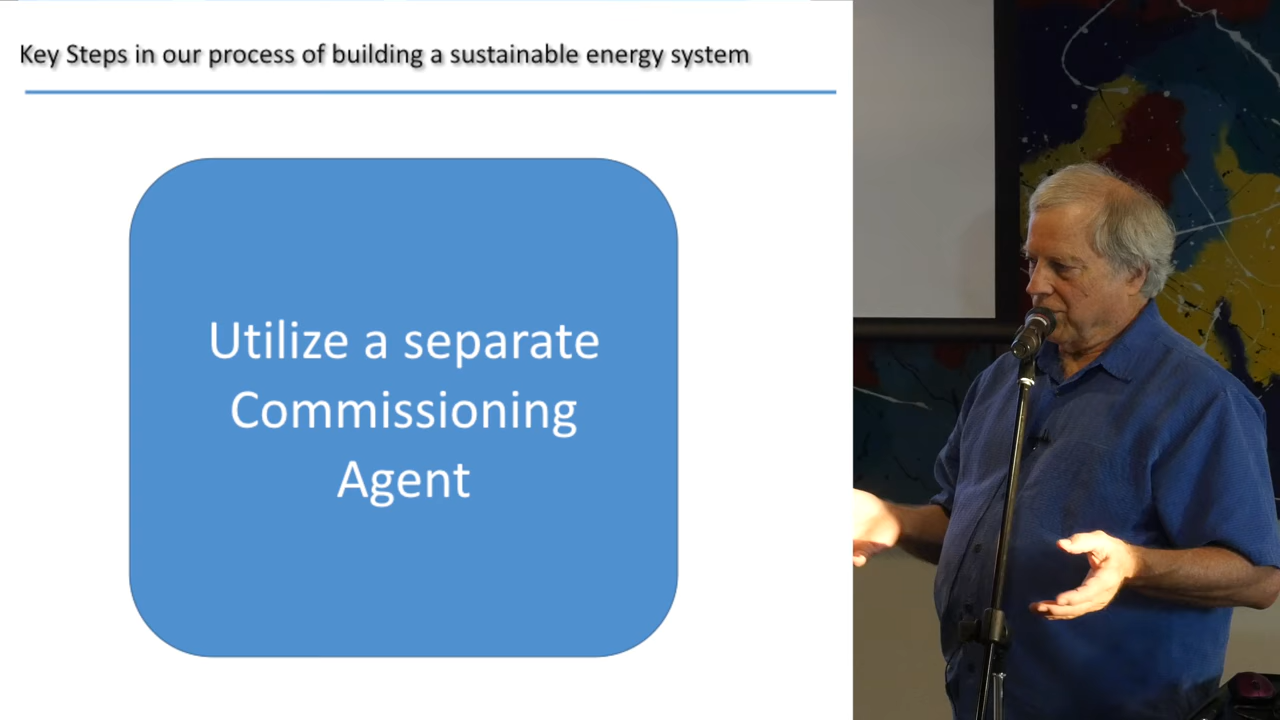 Key Steps in our process of building a sustainable energy system
Utilize a separate
Commissioning
Agent